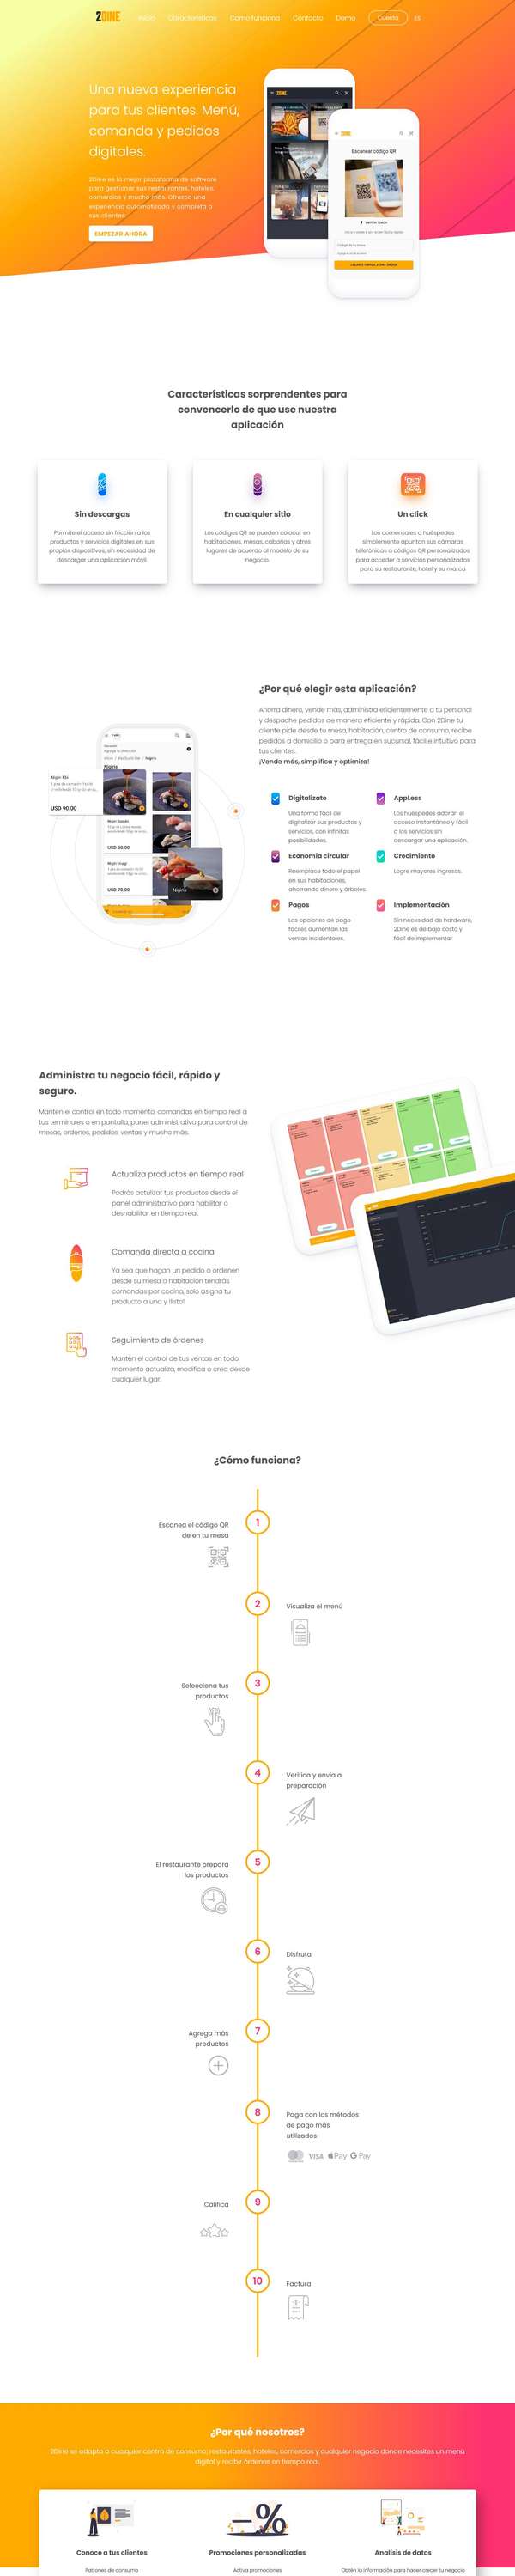 2DINE
Inicio Características Como funciona Contacto Demo
ES
Una nueva experiencia
para tus clientes. Menú,
comanda y pedidos
digitales.
2Dine es la mejor plataforma de software
para gestionar sus restaurantes, hoteles,
comercios y mucho más. Ofrece una
experiencia automatizada y completa a
sus clientes
EMPEZAR AHORA
2DINE
2DINE
Escanear código QR
Características sorprendentes para
convencerlo de que use nuestra
aplicación
Sin descargas
Permite el acceso sin fricción a los
productos y servicios digitales en sus
propios dispositivos, sin necesidad de
descargar una aplicación móvil.
En cualquier sitio
Los códigos QR se pueden colocar en
habitaciones, mesas, cabañas y otros
lugares de acuerdo al modelo de su
negocio.
Un click
Los comensales o huéspedes
simplemente apuntan sus cámaras
telefónicas a códigos QR personalizados
para acceder a servicios personalizados
para su restaurante, hotel y su marca
¿Por qué elegir esta aplicación?
Ahorra dinero, vende más, administra eficientemente a tu personal
y despache pedidos de manera eficiente y rápida. Con 2Dine tu
cliente pide desde tu mesa, habitación, centro de consumo, recibe
pedidos a domicilio o para entrega en sucursal, fácil e intuitivo para
tus clientes.
¡Vende más, simplifica y optimiza!
Nigiri
USD 90.00
Nigiri Swadei
USD 30.00
Nigiri Unagi
USD 70.00
Nigiria
Digitalízate
Una forma fácil de
digitalizar sus productos y
servicios, con infinitas
posibilidades.
AppLess
Los huéspedes adoran el
acceso instantáneo y fácil
a los servicios sin
descargar una aplicación.
Economía circular
Reemplace todo el papel
en sus habitaciones,
ahorrando dinero y árboles.
Crecimiento
Logre mayores ingresos.
Pagos
Las opciones de pago
fáciles aumentan las
ventas incidentales.
Implementación
Sin necesidad de hardware,
2Dine es de bajo costo y
fácil de implementar
Administra tu negocio fácil, rápido y
seguro.
Manten el control en todo momento, comandas en tiempo real a
tus terminales o en pantalla, panel administrativo para control de
mesas, ordenes, pedidos, ventas y mucho más.
Actualiza productos en tiempo real
Podrás actulizar tus productos desde el
panel administrativo para habilitar o
deshabilitar en tiempo real.
Comanda directa a cocina
Ya sea que hagan un pedido o ordenen
desde su mesa o habitación tendrás
comandas por cocina, solo asigna tu
producto a una y !listo!
Seguimiento de órdenes
Mantén el control de tus ventas en todo
momento actualiza, modifica o crea desde
cualquier lugar.
¿Cómo funciona?
1
Escanea el código QR
de en tu mesa
2
Visualiza el menú
3
Selecciona tus
productos
4
Verifica y envia a
preparación
5
El restaurante prepara
los productos
6
Disfruta
7
Agrega más
productos
8
Paga con los métodos
de pago más
utilizados
VISA Pay G Pay
9
Califica
10
Factura
¿Por qué nosotros?
2Dine se adapta a cualquier centro de consumo; restaurantes, hoteles, comercios y cualquier negocio donde necesites un menú
digital y recibir órdenes en tiempo real.
Conoce a tus clientes
Patrones de consumo
Promociones personalizadas
Activa promociones
Analísis de datos
Obtén la información para hacer crecer tu negocio